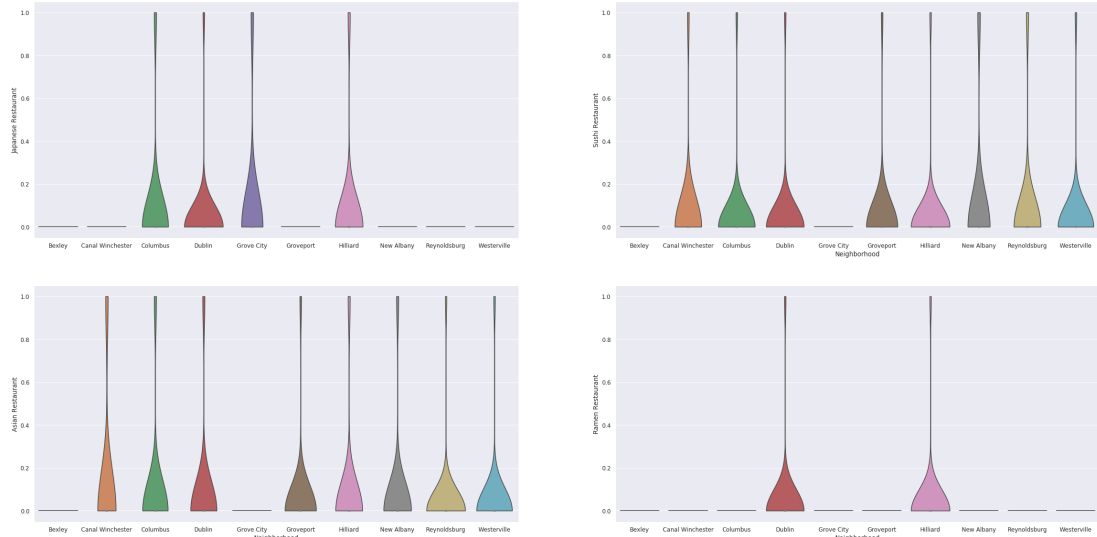 1.0
0.8
0.6
0.4
0.2
0.0
Japanese Restaurant
Bexley Canal Winchester Columbus Dublin Grove City Groveport Hilliard New Albany Reynoldsburg Westerville
1.0
0.8
0.6
0.4
0.2
0.0
Sushi Restaurant
Bexley Canal Winchester Columbus Dublin Grove City Groveport Hilliard New Albany Reynoldsburg Westerville
Neighborhood
1.0
0.8
0.6
0.4
0.2
0.0
Asian Restaurant
Bexley Canal Winchester Columbus Dublin Grove City Groveport Hilliard New Albany Reynoldsburg Westerville
Neighborhood
1.0
0.8
0.6
0.4
0.2
0.0
Ramen Restaurant
Bexley Canal Winchester Columbus Dublin Grove City Groveport Hilliard New Albany Reynoldsburg Westerville
Neighborhood